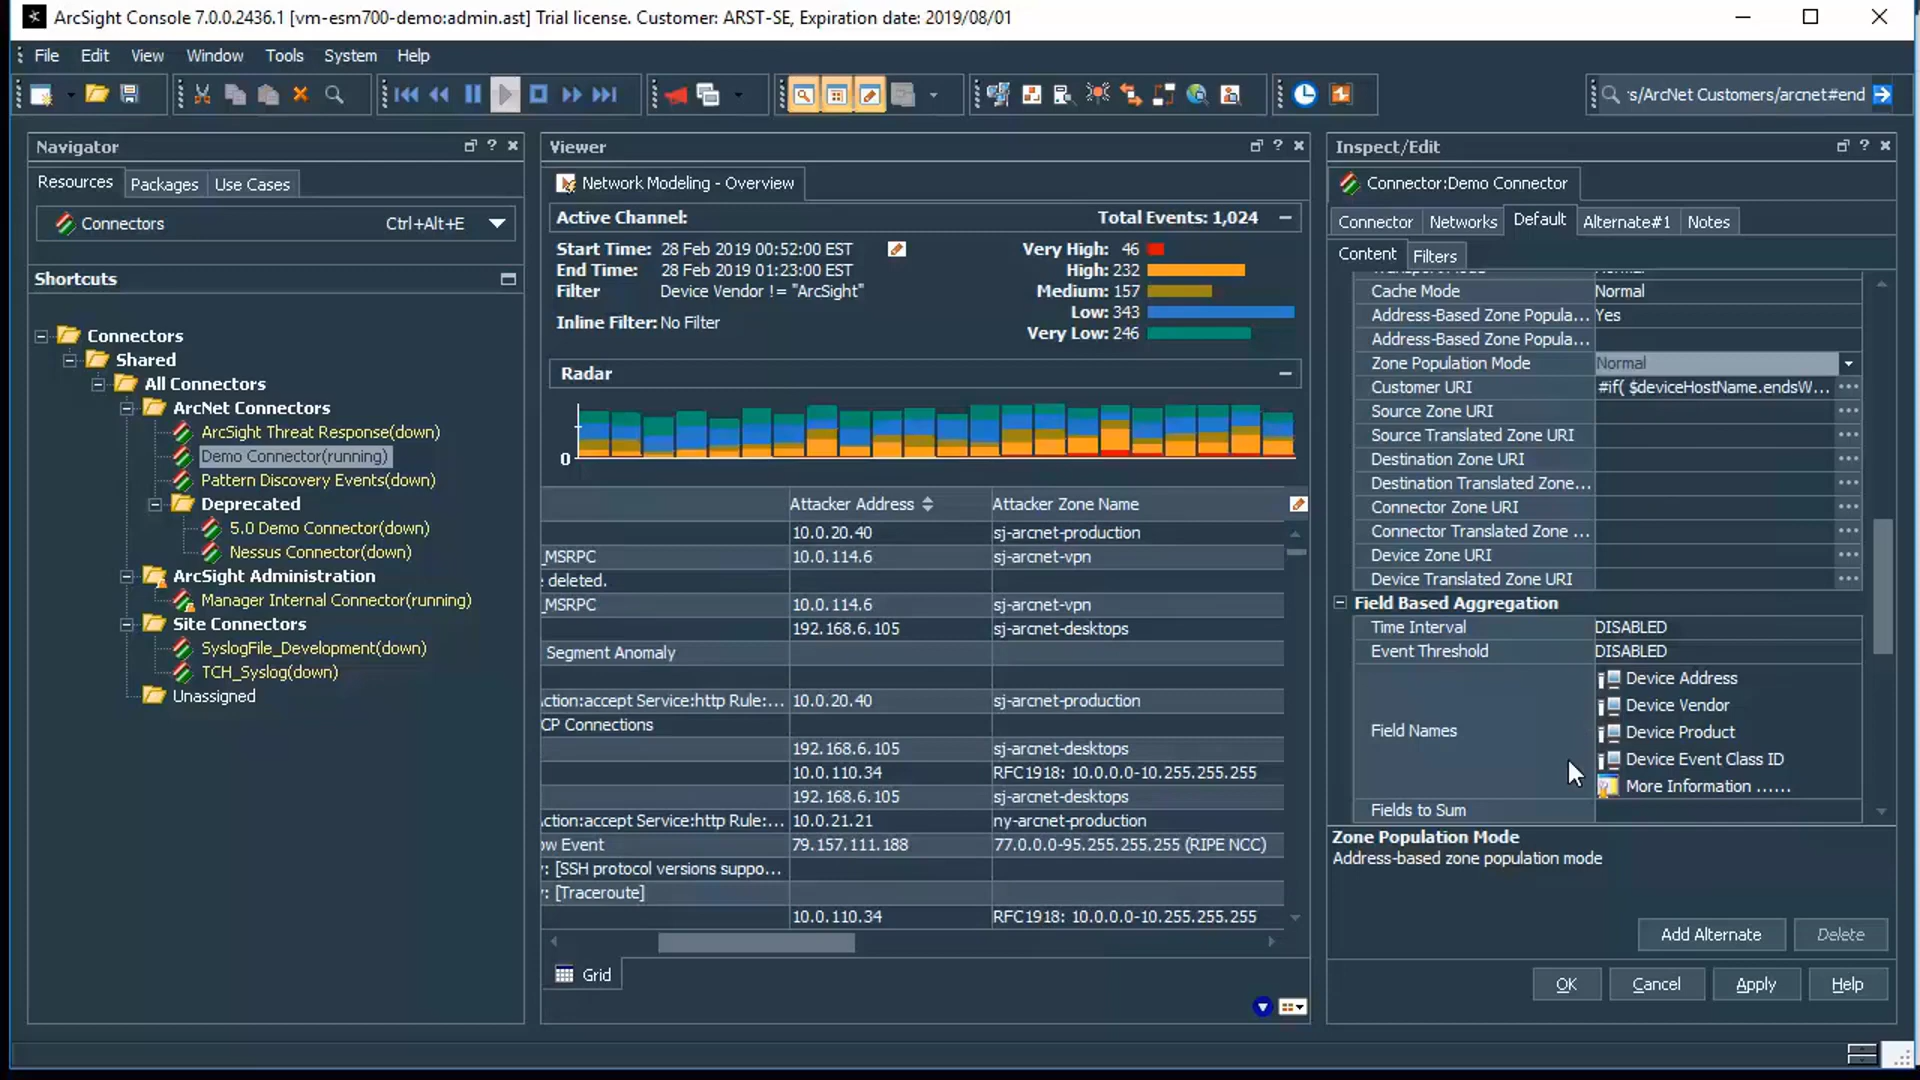 ArcSight Console 7.0.0.2436.1 [vm-esm700-demo:admin.ast] Trial license. Customer: ARST-SE, Expiration date: 2019/08/01
File Edit View Window Tools System Help
s/ArcNet Customers/arcnet#end
Navigator
Resources Packages Use Cases
Connectors Ctrl+Alt+E
Shortcuts
Connectors
Shared
All Connectors
ArcNet Connectors
ArcSight Threat Response(down)
Demo Connector(running)
Pattern Discovery Events(down)
Deprecated
5.0 Demo Connector(down)
Nessus Connector(down)
ArcSight Administration
Manager Internal Connector(running)
Site Connectors
SyslogFile_Development(down)
TCH_Syslog(down)
Unassigned
Viewer
Network Modeling - Overview
Active Channel: Total Events: 1,024
Start Time: 28 Feb 2019 00:52:00 EST Very High: 46
End Time: 28 Feb 2019 01:23:00 EST High: 232
Filter Device Vendor != "ArcSight" Medium: 157
Low: 343
Inline Filter: No Filter Very Low: 246
Radar
0
Attacker Address Attacker Zone Name
10.0.20.40 sj-arcnet-production
_MSRPC 10.0.114.6 sj-arcnet-vpn
deleted.
_MSRPC 10.0.114.6 sj-arcnet-vpn
192.168.6.105 sj-arcnet-desktops
Segment Anomaly
ction:accept Service:http Rule:... 10.0.20.40 sj-arcnet-production
CP Connections
192.168.6.105 sj-arcnet-desktops
10.0.110.34 RFC1918: 10.0.0.0-10.255.255.255
192.168.6.105 sj-arcnet-desktops
ction:accept Service:http Rule:... 10.0.21.21 ny-arcnet-production
ow Event 79.157.111.188 77.0.0.0-95.255.255.255 (RIPE NCC)
: [SSH protocol versions suppo...
: [Traceroute]
10.0.110.34 RFC1918: 10.0.0.0-10.255.255.255
Grid
Inspect/Edit
Connector:Demo Connector
Connector Networks Default Alternate#1 Notes
Content Filters
Cache Mode Normal
Address-Based Zone Popula... Yes
Address-Based Zone Popula...
Zone Population Mode Normal
Customer URI #if( $deviceHostName.endsW...
Source Zone URI
Source Translated Zone URI
Destination Zone URI
Destination Translated Zone...
Connector Zone URI
Connector Translated Zone ...
Device Zone URI
Device Translated Zone URI
Field Based Aggregation
Time Interval DISABLED
Event Threshold DISABLED
Field Names
Device Address
Device Vendor
Device Product
Device Event Class ID
More Information ......
Fields to Sum
Zone Population Mode
Address-based zone population mode
Add Alternate Delete
OK Cancel Apply Help